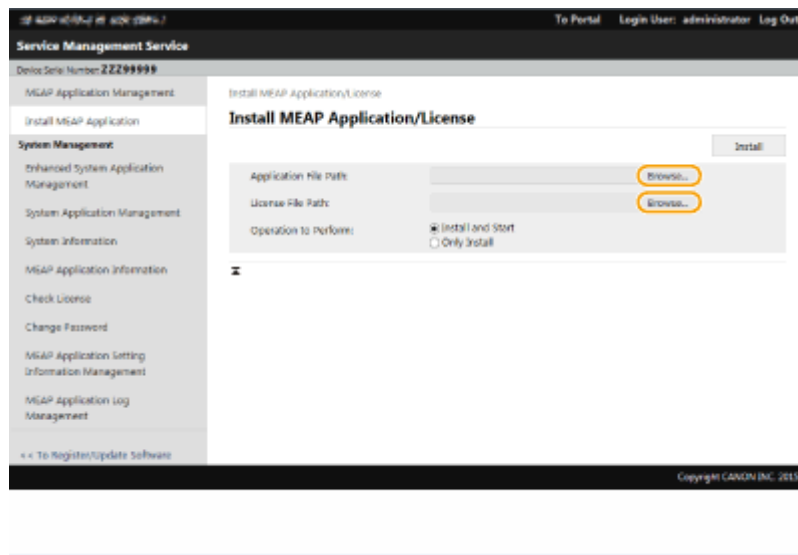 To Portal Login User: administrator Log Out
Service Management Service
Device Serial Number: ZZZ99999
MEAP Application Management
Install MEAP Application
System Management
Enhanced System Application
Management
System Application Management
System Information
MEAP Application Information
Check License
Change Password
MEAP Application Setting
Information Management
MEAP Application Log
Management
<< To Register/Update Software
Install MEAP Application/License
Install MEAP Application/License
Install
Application File Path:
Browse...
License File Path:
Browse...
Operation to Perform:
Install and Start
Only Install
Copyright CANON INC. 2015